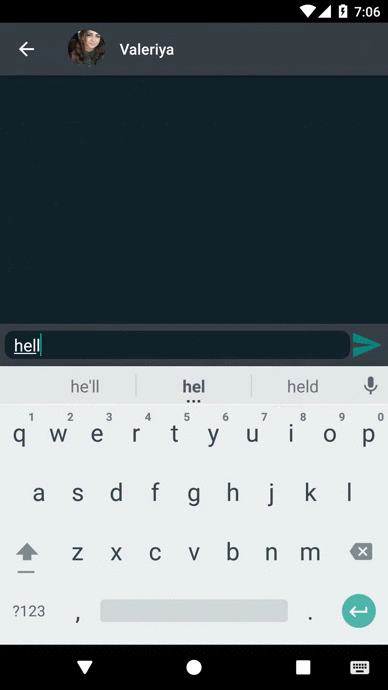 7:06
Valeriya
hell
he'll hel held
1 2 3 4 5 6 7 8 9 0
q w e r t y u i o p
a s d f g h j k l
z x c v b n m
?123 , .